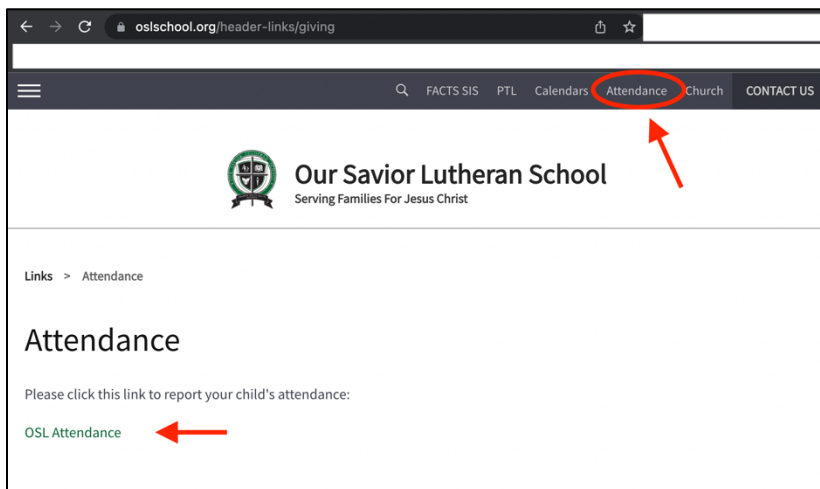 oslschool.org/header-links/giving
FACTS SIS PTL Calendars Attendance Church CONTACT US
Our Savior Lutheran School
Serving Families For Jesus Christ
Links > Attendance
Attendance
Please click this link to report your child's attendance:
OSL Attendance